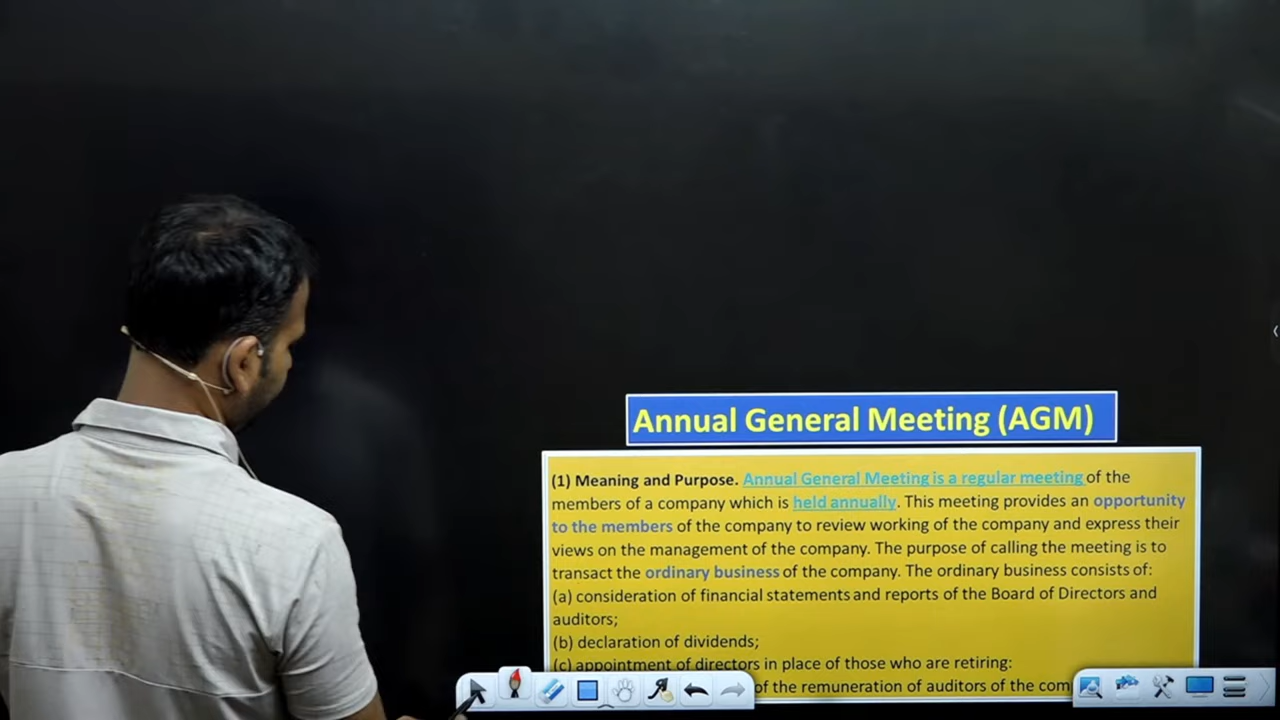 Annual General Meeting (AGM)
(1) Meaning and Purpose. Annual General Meeting is a regular meeting of the
members of a company which is held annually. This meeting provides an opportunity
to the members of the company to review working of the company and express their
views on the management of the company. The purpose of calling the meeting is to
transact the ordinary business of the company. The ordinary business consists of:
(a) consideration of financial statements and reports of the Board of Directors and
auditors;
(b) declaration of dividends;
(c) appointment of directors in place of those who are retiring:
of the remuneration of auditors of the